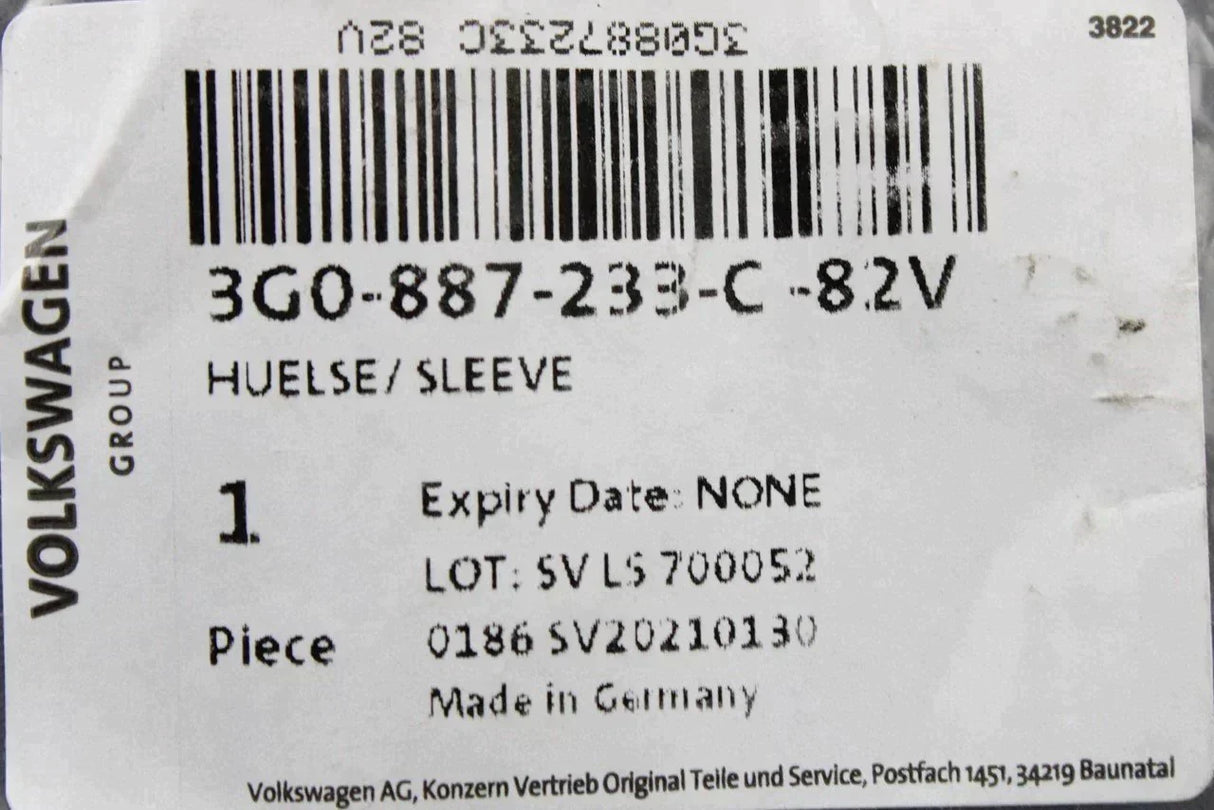 3822
3G0887233C 82V
3G0-887-233-C -82V
HUELSE/ SLEEVE
VOLKSWAGEN
GROUP
1
Expiry Date: NONE
LOT: SV LS 700052
Piece
0186 SV20210130
Made in Germany
Volkswagen AG, Konzern Vertrieb Original Teile und Service, Postfach 1451, 34219 Baunatal